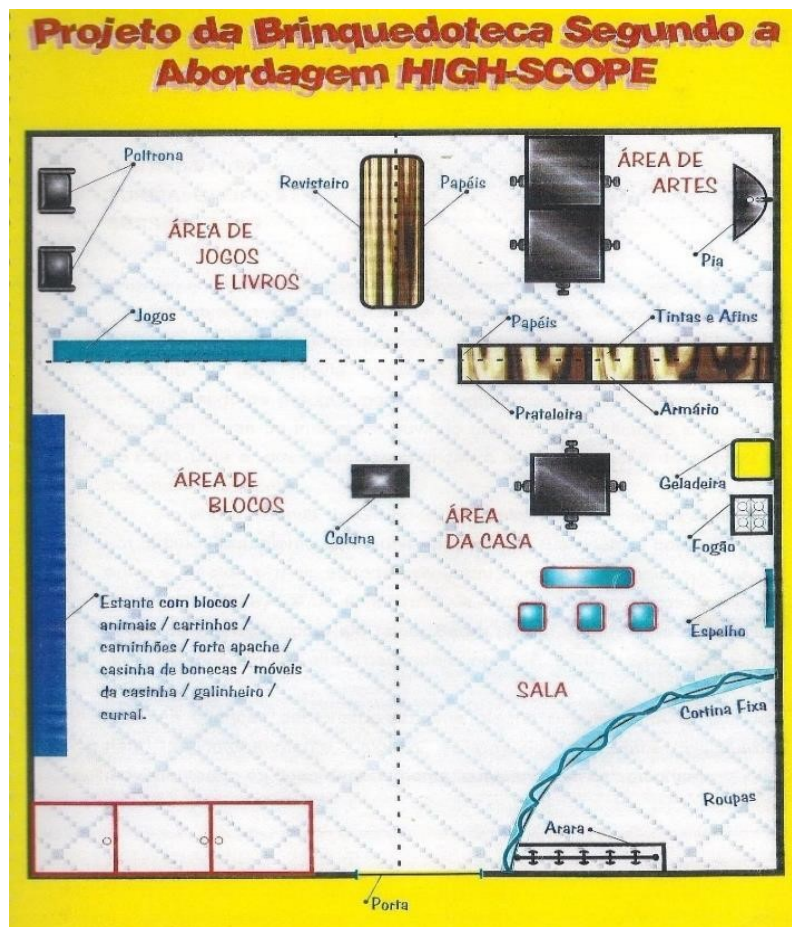 Projeto da Brinquedoteca Segundo a
Abordagem HIGH-SCOPE
Poltrona
Revisteiro
Papéis
ÁREA DE
ARTES
ÁREA DE
JOGOS
E LIVROS
Pia
Jogos
Papéis
Tintas e Afins
Prateleira
Armário
ÁREA DE
BLOCOS
Coluna
ÁREA
DA CASA
Geladeira
Fogão
Estante com blocos /
animais / carrinhos /
caminhões / forte apache /
casinha de bonecas / móveis
da casinha / galinheiro /
curral.
Espelho
SALA
Cortina Fixa
Roupas
Arara
Porta